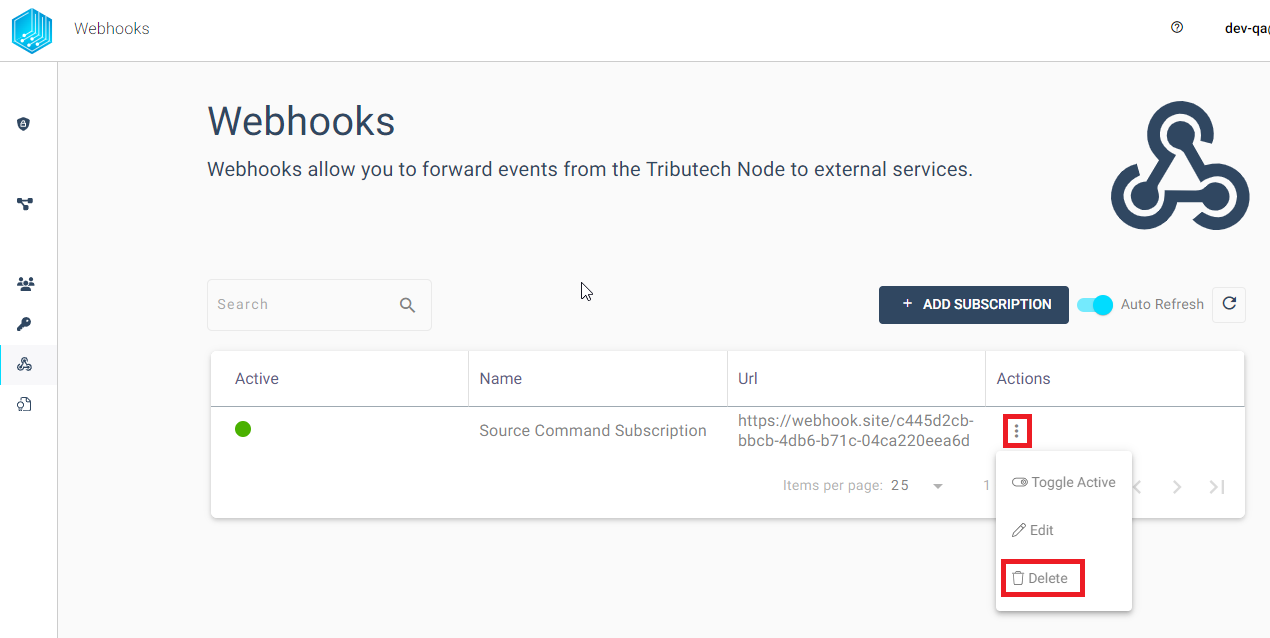 Webhooks
dev-qa
Webhooks
Webhooks allow you to forward events from the Tributech Node to external services.
Search
+ ADD SUBSCRIPTION
Auto Refresh
Active
Name
Url
Actions
Source Command Subscription
https://webhook.site/c445d2cb-
bbcb-4db6-b71c-04ca220eea6d
Items per page: 25
1
Toggle Active
Edit
Delete